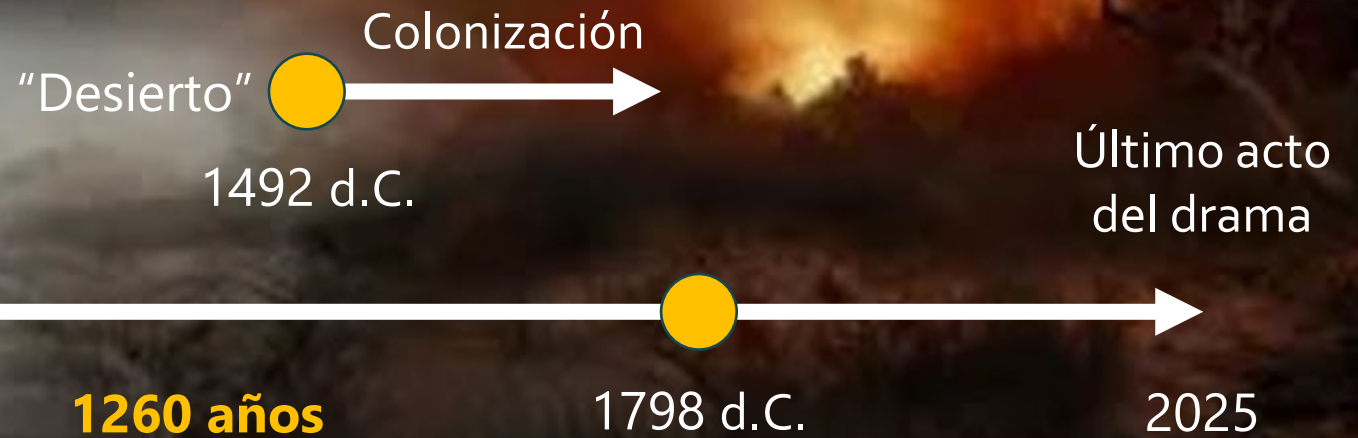 Colonización
“Desierto”
1492 d.C.
Último acto
del drama
1260 años
1798 d.C.
2025